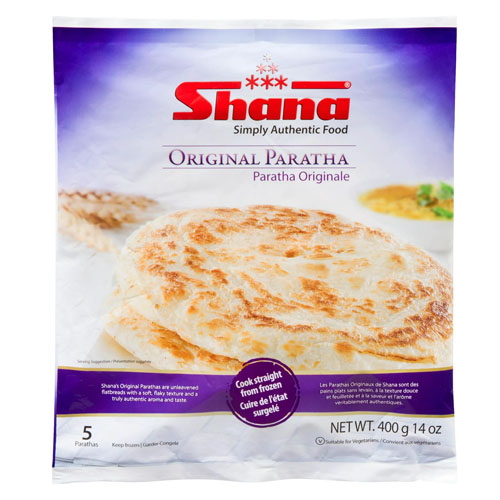 ***
Shana®
Simply Authentic Food
ORIGINAL PARATHA
Paratha Originale
Serving Suggestion / Présentation suggérée
Shana's Original Parathas are unleavened
flatbreads with a soft, flaky texture and a
truly authentic aroma and taste.
Cook straight
from frozen
Cuire de l'état
surgelé
Les Parathas Originaux de Shana sont des
pains plats sans levain, à la texture douce
et feuilletée et à la saveur et l'arôme
véritablement authentiques.
5
Parathas
Keep frozen / Garder Congelé
NET WT. 400 g 14 oz
V Suitable for Vegetarians / Convient aux végétariens